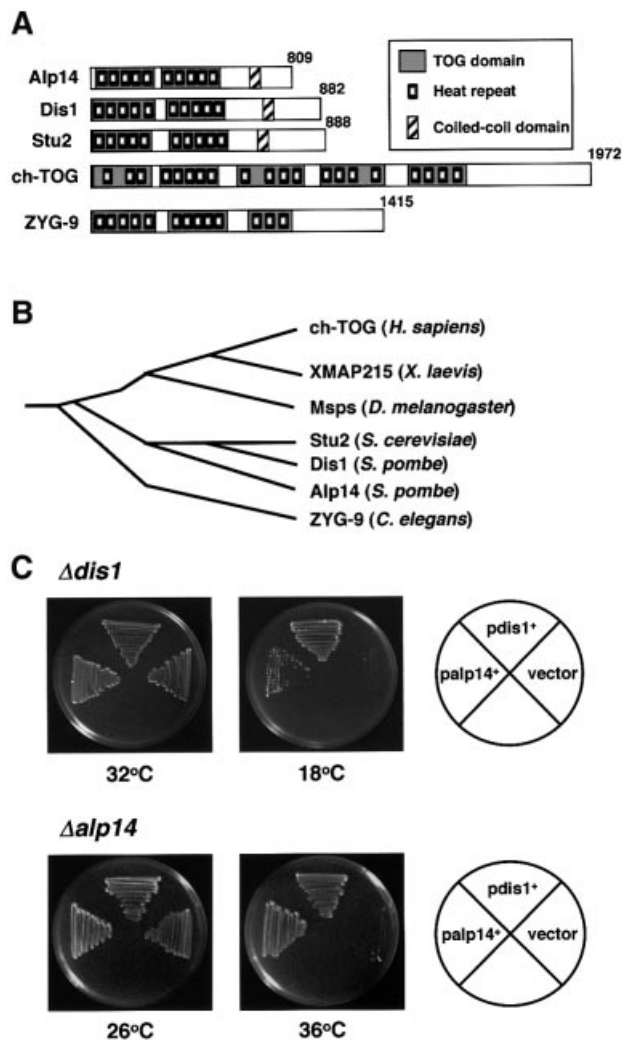 A
Alp14
809
Dis1
882
Stu2
888
ch-TOG
1972
ZYG-9
1415
TOG domain
Heat repeat
Coiled-coil domain
B
ch-TOG (H. sapiens)
XMAP215 (X. laevis)
Msps (D. melanogaster)
Stu2 (S. cerevisiae)
Dis1 (S. pombe)
Alp14 (S. pombe)
ZYG-9 (C. elegans)
C
Δdis1
pdis1⁺
palp14⁺
vector
32°C
18°C
Δalp14
pdis1⁺
palp14⁺
vector
26°C
36°C